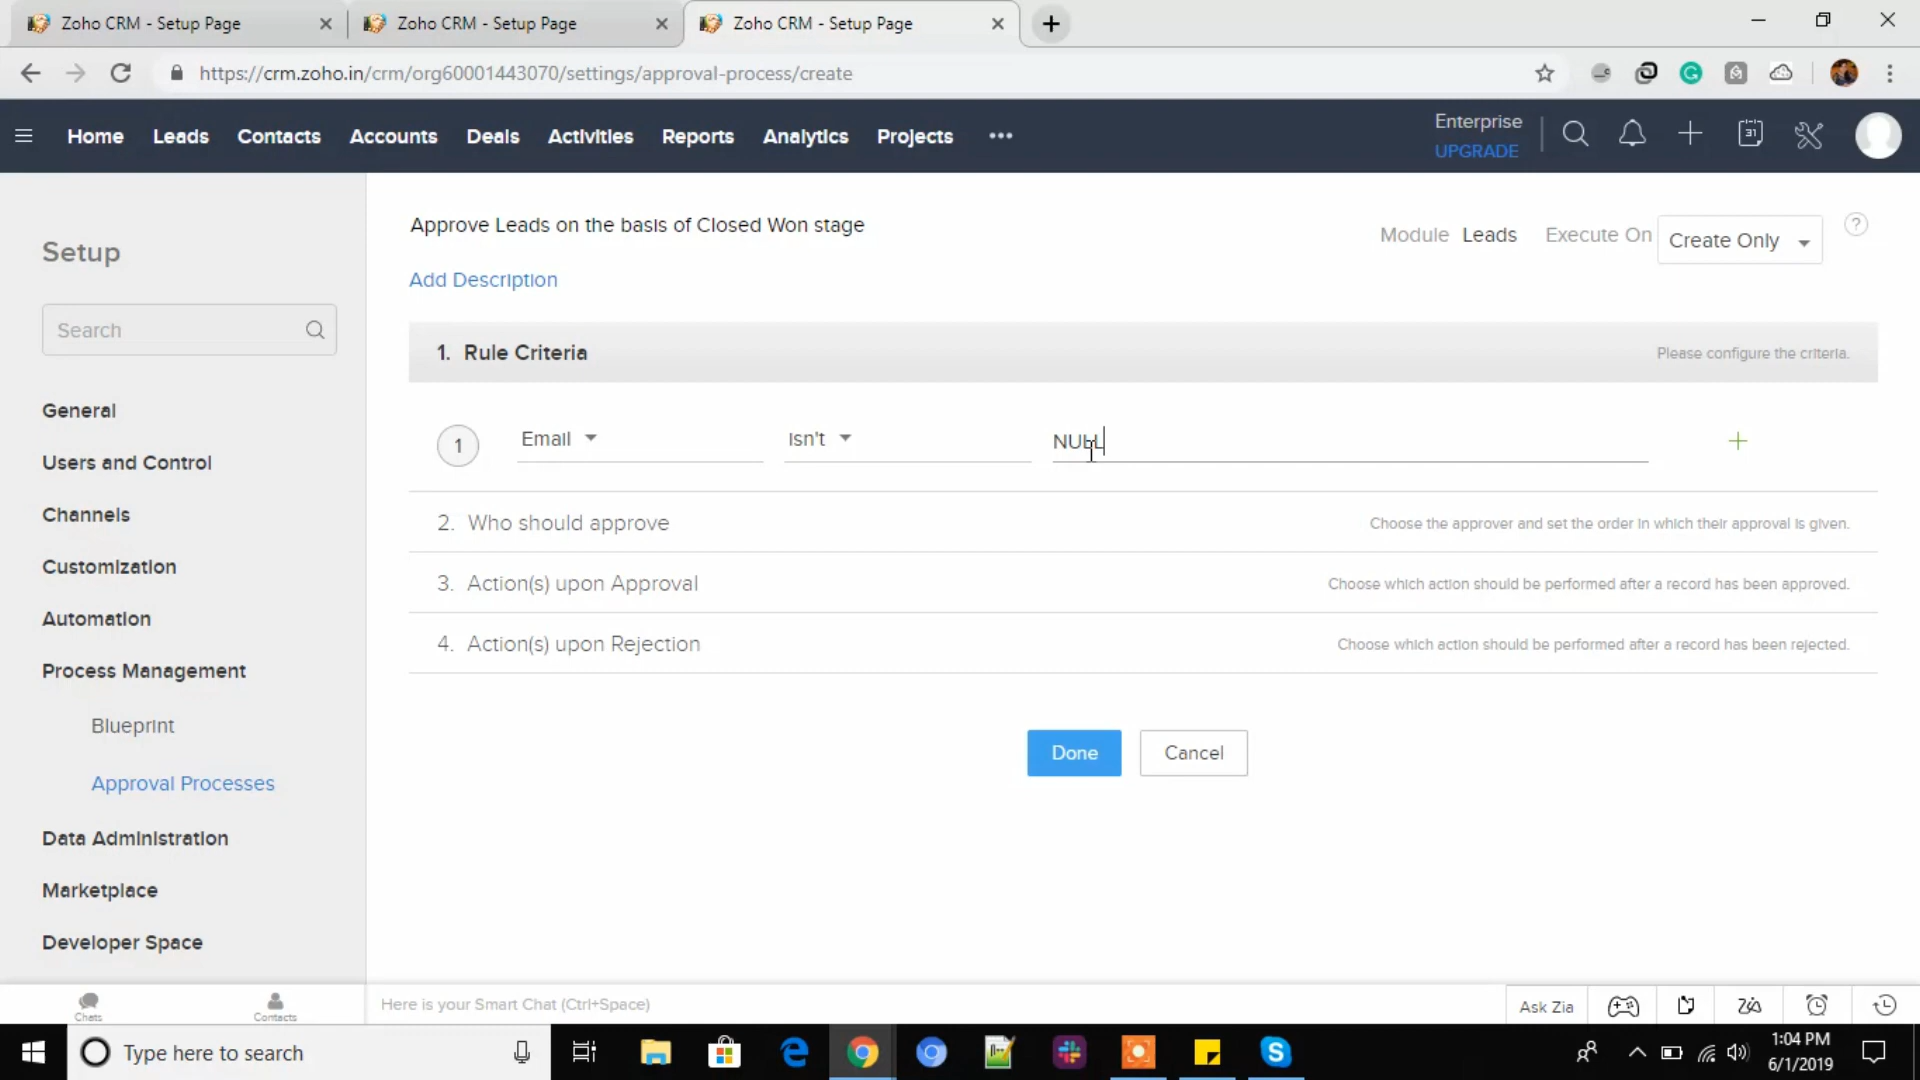 Zoho CRM - Setup Page
Zoho CRM - Setup Page
Zoho CRM - Setup Page
https://crm.zoho.in/crm/org60001443070/settings/approval-process/create
Home Leads Contacts Accounts Deals Activities Reports Analytics Projects
Enterprise
UPGRADE
31
Setup
Search
General
Users and Control
Channels
Customization
Automation
Process Management
Blueprint
Approval Processes
Data Administration
Marketplace
Developer Space
Approve Leads on the basis of Closed Won stage
Module Leads Execute On Create Only
?
Add Description
1. Rule Criteria
Please configure the criteria.
1 Email Isn't NULL
2. Who should approve
Choose the approver and set the order in which their approval is given.
3. Action(s) upon Approval
Choose which action should be performed after a record has been approved.
4. Action(s) upon Rejection
Choose which action should be performed after a record has been rejected.
Done Cancel
Chats
Contacts
Here is your Smart Chat (Ctrl+Space)
Ask Zia
Type here to search
1:04 PM
6/1/2019